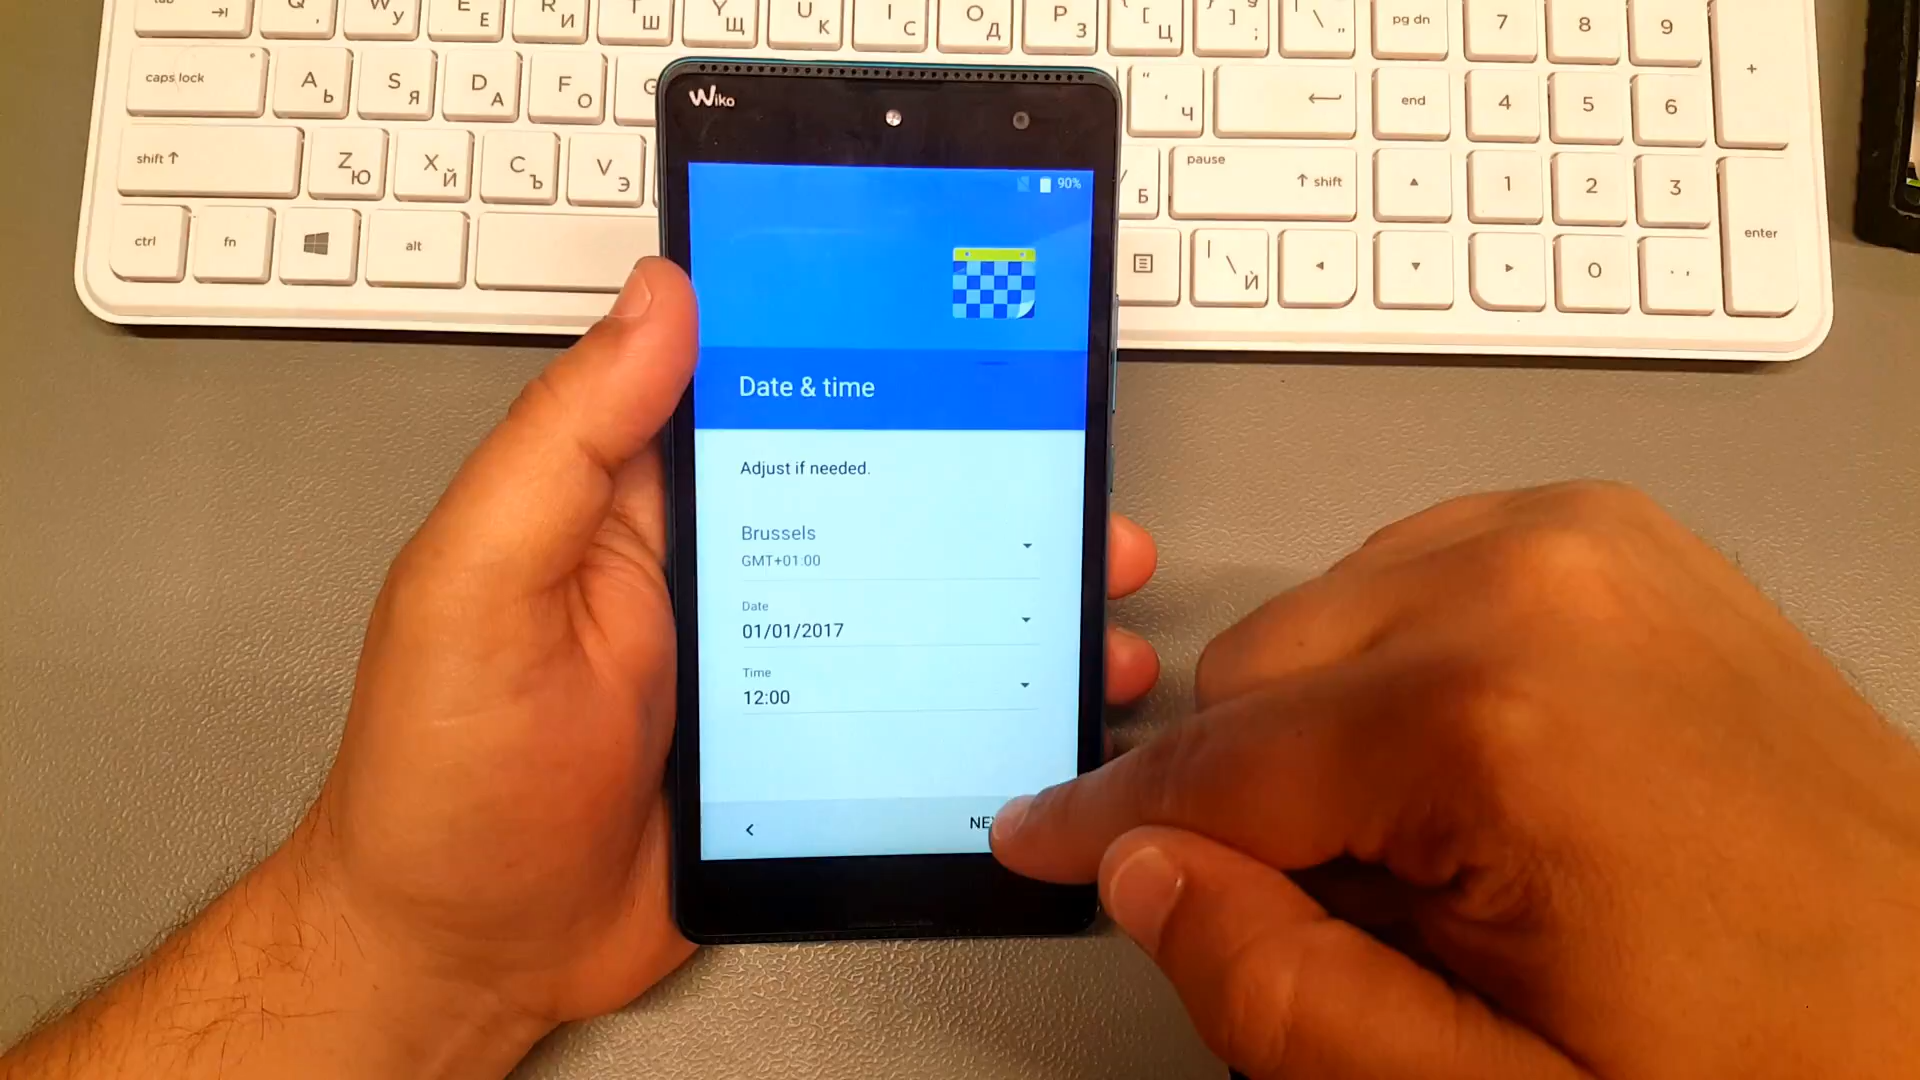 tab Q , W У E Е R И T Ш Y Щ U К I С O Д P З [ Ц ] ; \ „ pg dn 7 8 9
caps lock A Ь S Я D А F О G " ' Ч end 4 5 6 +
shift Z Ю X Й C Ъ V Э / Б pause shift 1 2 3
ctrl fn alt \ Ѝ 0 . , enter
Wiko
90%
Date & time
Adjust if needed.
Brussels
GMT+01:00
Date
01/01/2017
Time
12:00